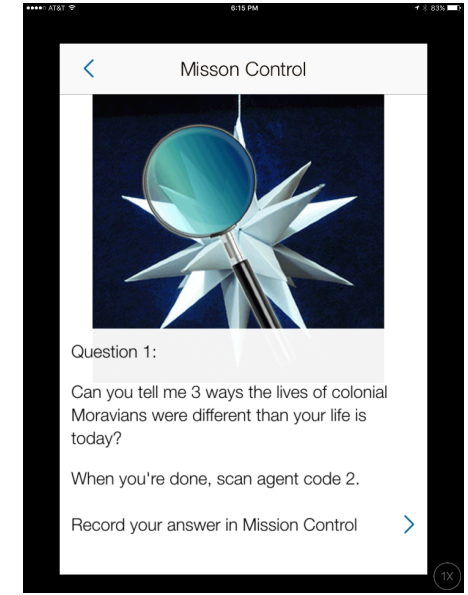 AT&T 6:15 PM 83%
Misson Control
Question 1:
Can you tell me 3 ways the lives of colonial
Moravians were different than your life is
today?
When you're done, scan agent code 2.
Record your answer in Mission Control
1X